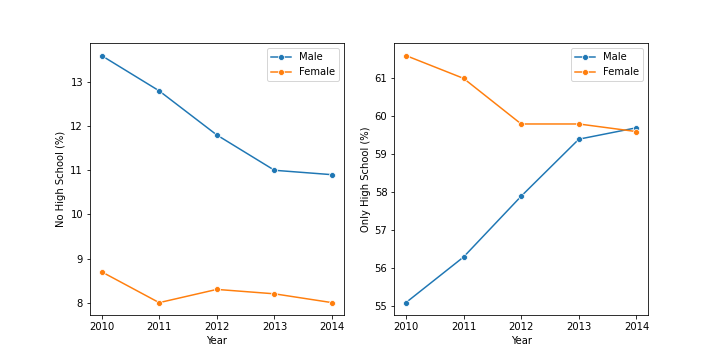 Male
Female
No High School (%)
13
12
11
10
9
8
2010 2011 2012 2013 2014
Year
Male
Female
Only High School (%)
61
60
59
58
57
56
55
2010 2011 2012 2013 2014
Year